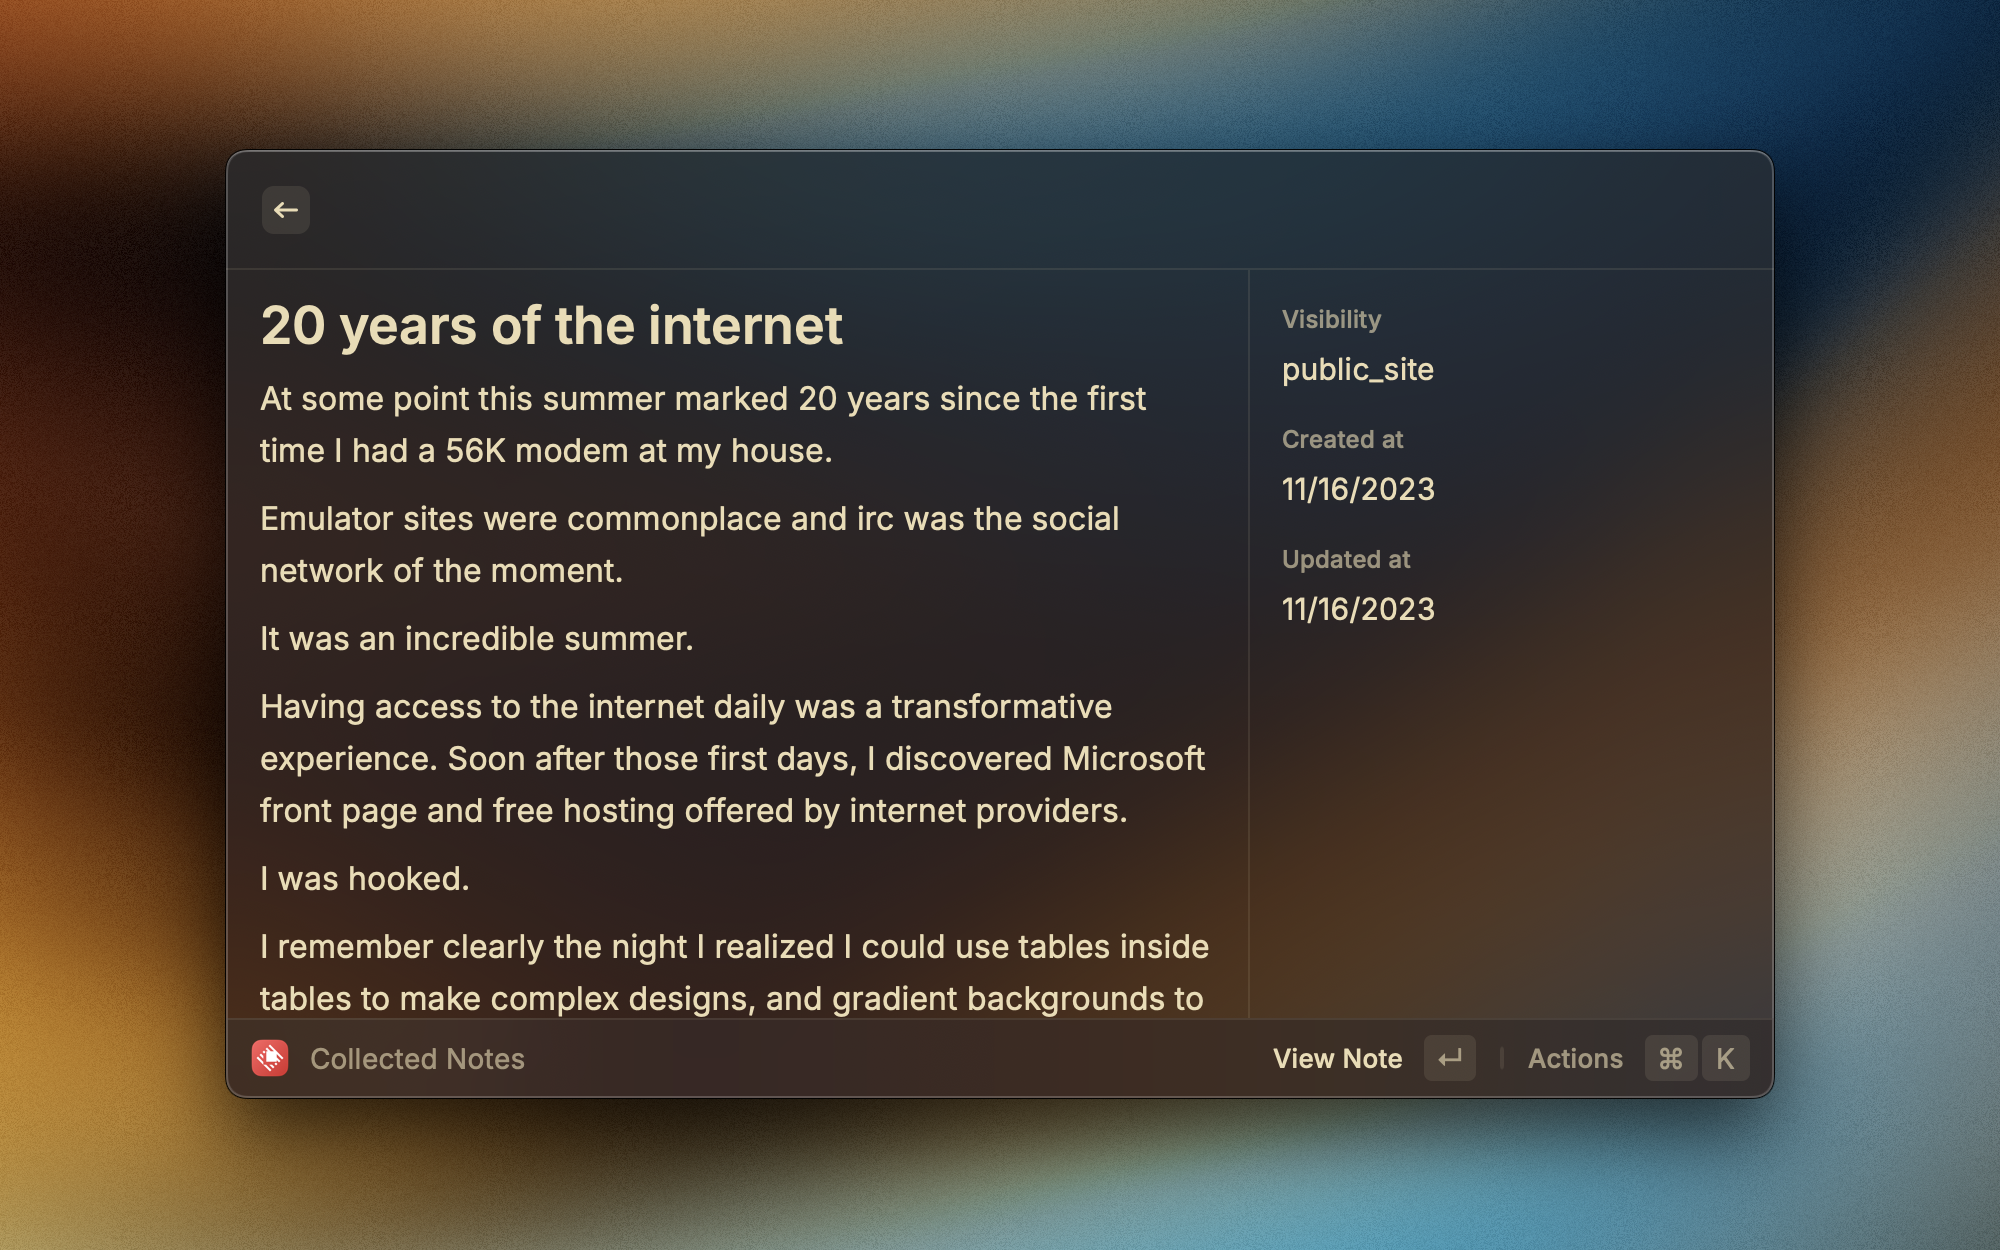 20 years of the internet
At some point this summer marked 20 years since the first
time I had a 56K modem at my house.
Emulator sites were commonplace and irc was the social
network of the moment.
It was an incredible summer.
Having access to the internet daily was a transformative
experience. Soon after those first days, I discovered Microsoft
front page and free hosting offered by internet providers.
I was hooked.
I remember clearly the night I realized I could use tables inside
tables to make complex designs, and gradient backgrounds to
Visibility
public_site
Created at
11/16/2023
Updated at
11/16/2023
Collected Notes
View Note ↵ Actions ⌘ K